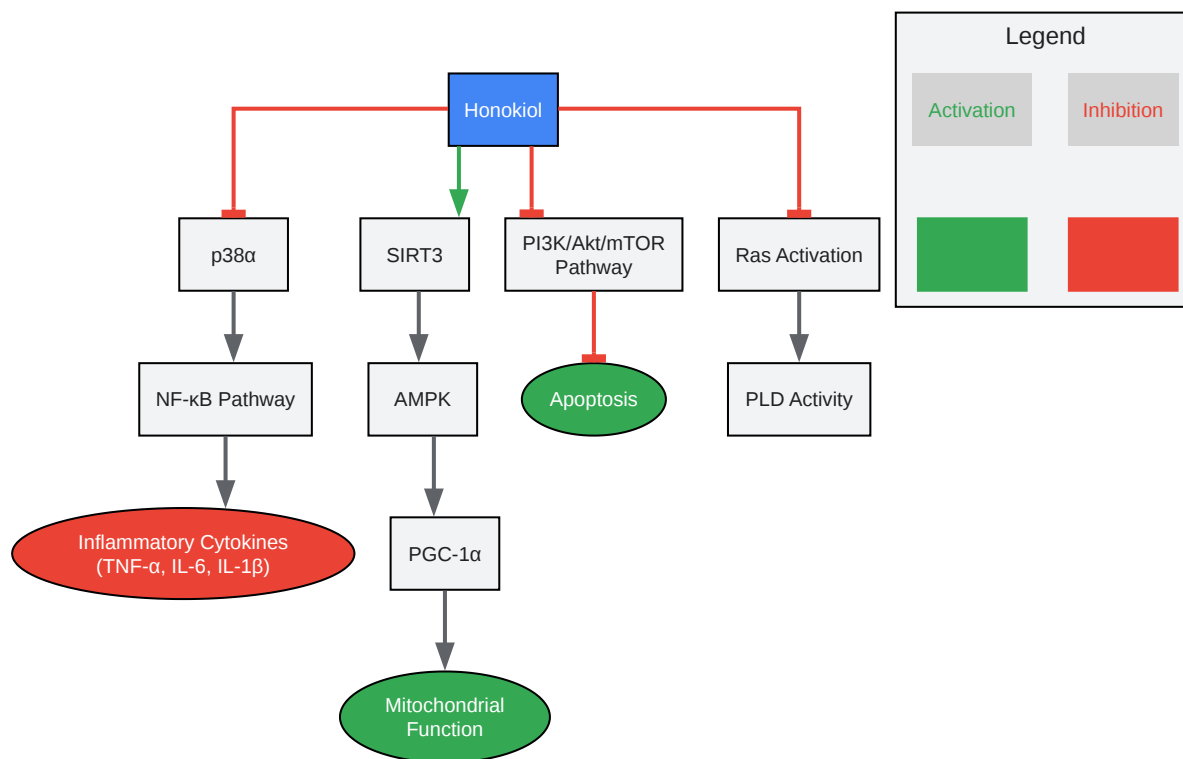 Legend
Honokiol
Activation
Inhibition
p38α
SIRT3
PI3K/Akt/mTOR
Pathway
Ras Activation
NF-κB Pathway
AMPK
Apoptosis
PLD Activity
Inflammatory Cytokines
(TNF-α, IL-6, IL-1β)
PGC-1α
Mitochondrial
Function